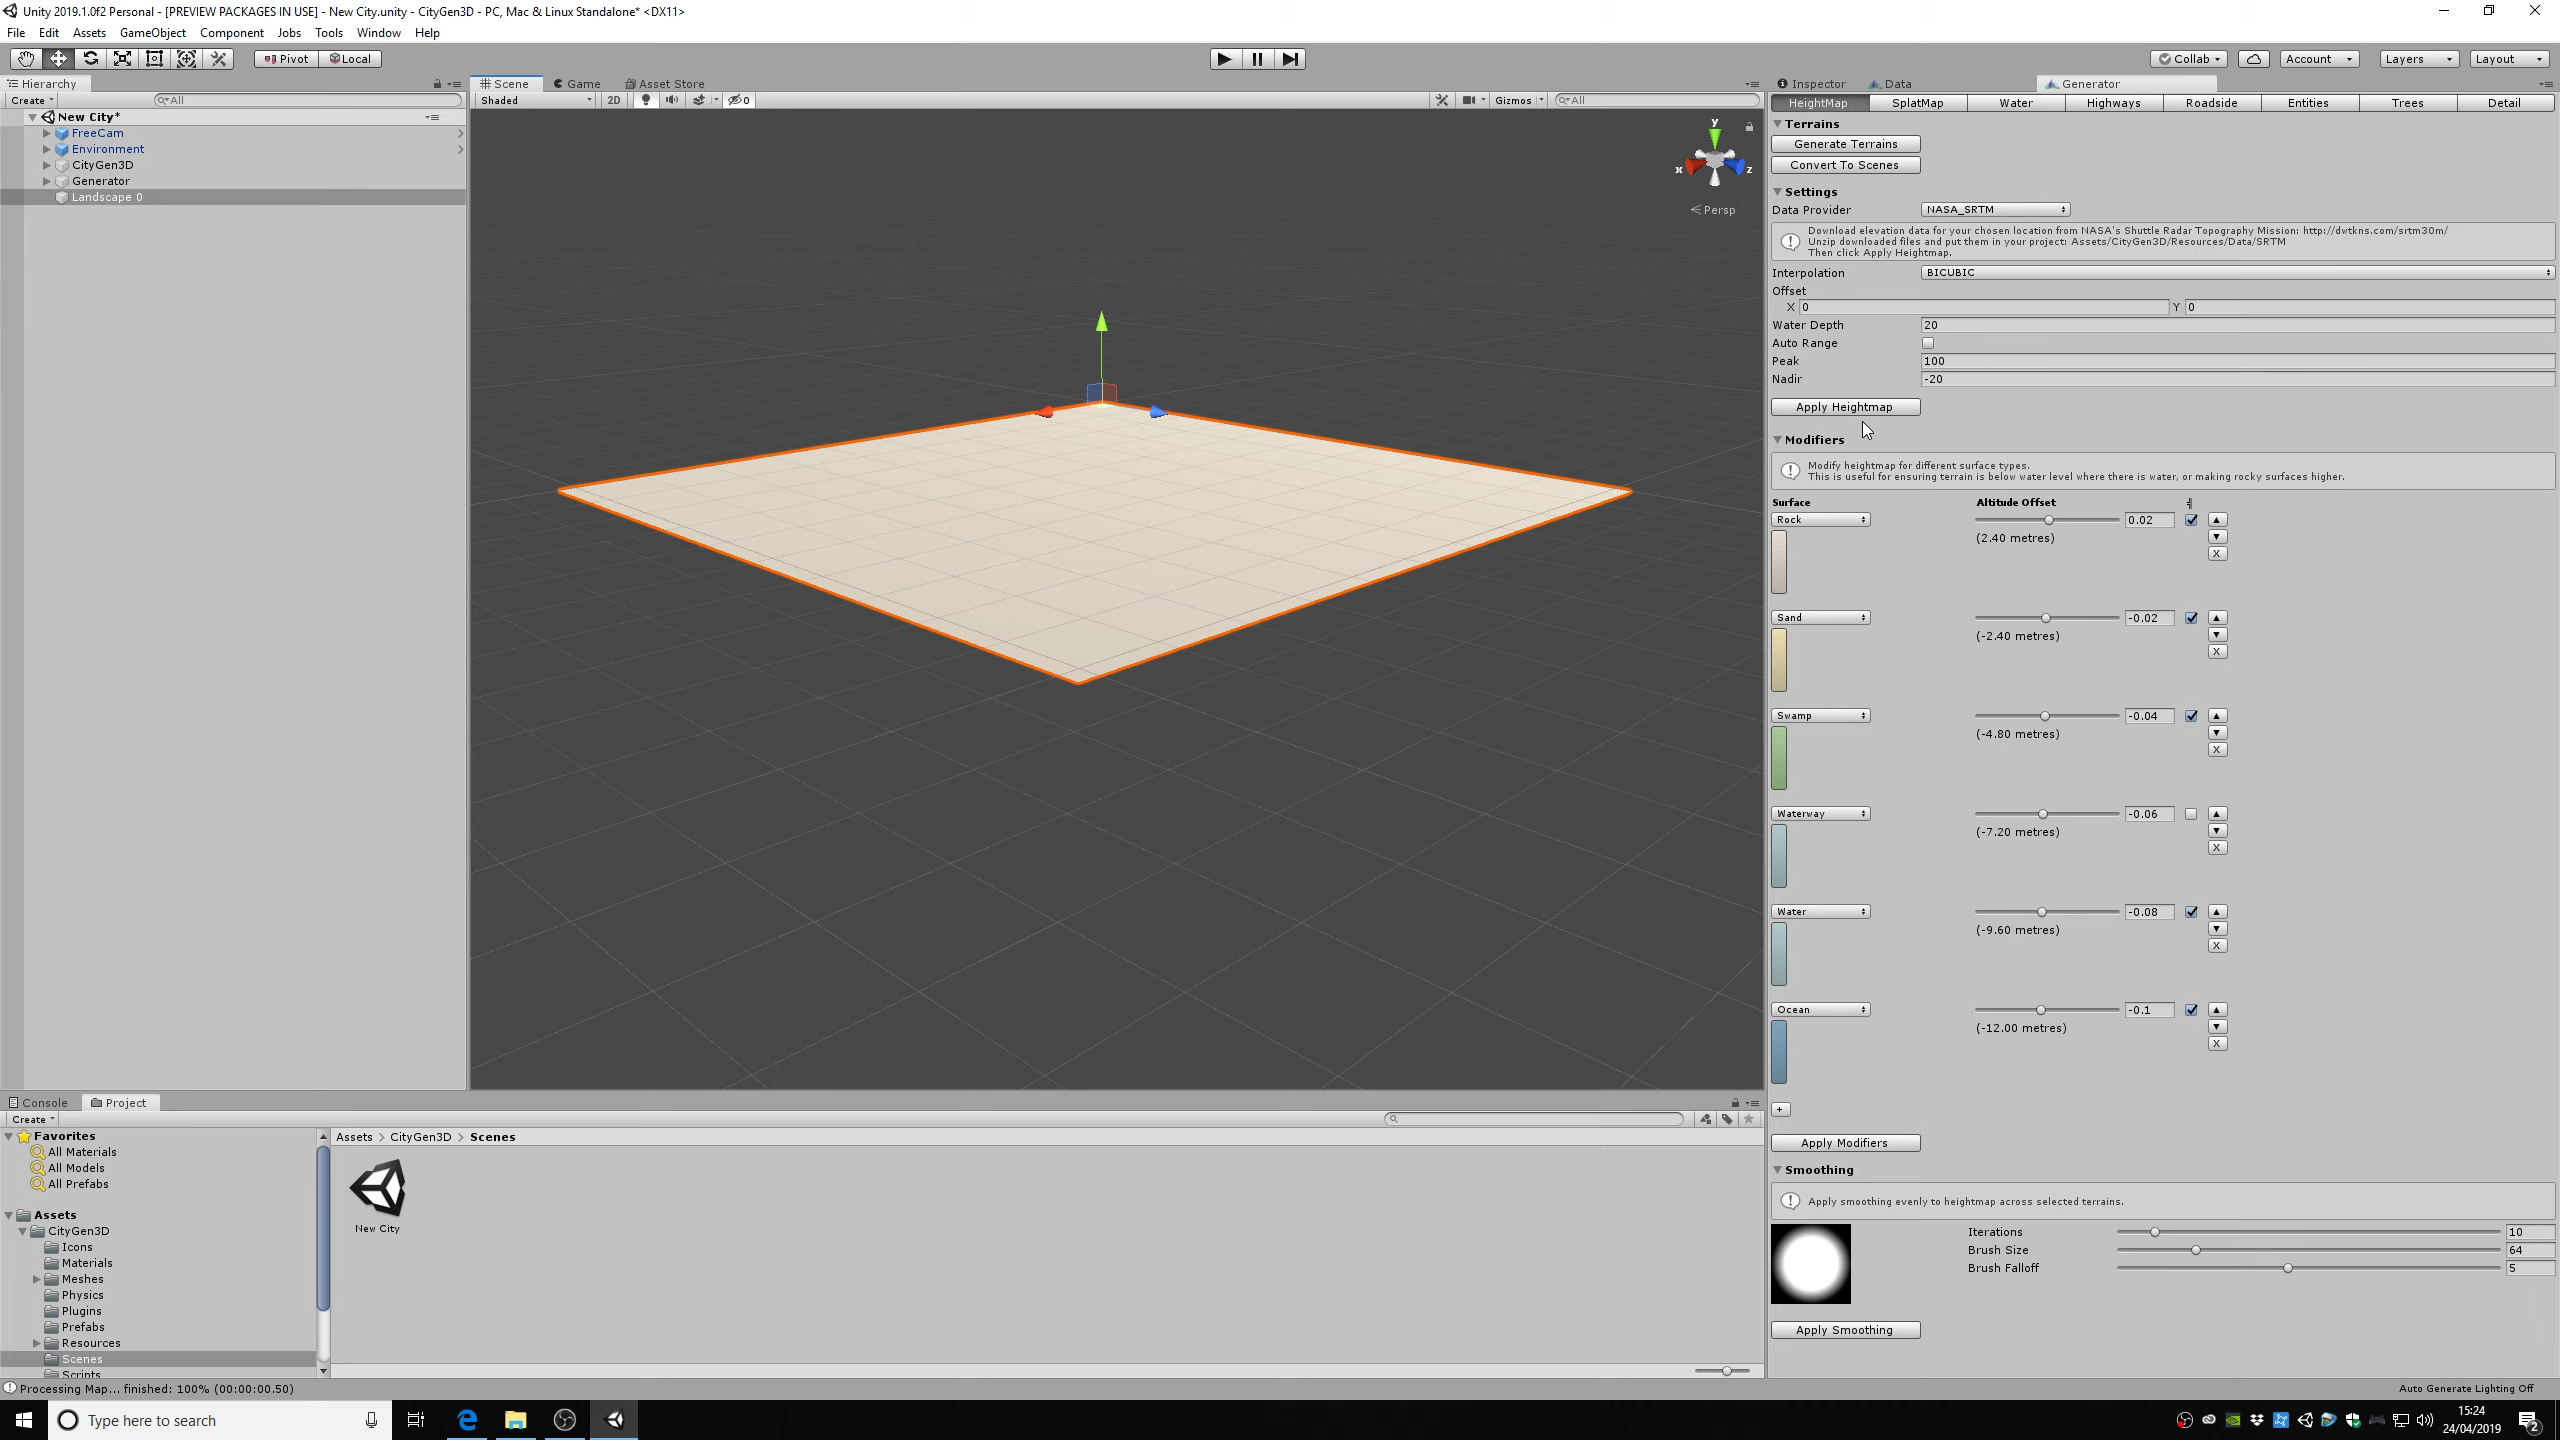 Unity 2019.1.0f2 Personal - [PREVIEW PACKAGES IN USE] - New City.unity - CityGen3D - PC, Mac & Linux Standalone* <DX11>
File Edit Assets GameObject Component Jobs Tools Window Help
Pivot Local Collab Account Layers Layout
Hierarchy
Create All
New City*
FreeCam
Environment
CityGen3D
Generator
Landscape 0
Scene Game Asset Store
Shaded 2D 0 Gizmos All
y
x z
Persp
Inspector Data Generator
HeightMap SplatMap Water Highways Roadside Entities Trees Detail
Terrains
Generate Terrains
Convert To Scenes
Settings
Data Provider NASA_SRTM
Download elevation data for your chosen location from NASA's Shuttle Radar Topography Mission: http://dwtkns.com/srtm30m/
Unzip downloaded files and put them in your project: Assets/CityGen3D/Resources/Data/SRTM
Then click Apply Heightmap.
Interpolation BICUBIC
Offset
X 0 Y 0
Water Depth 20
Auto Range
Peak 100
Nadir -20
Apply Heightmap
Modifiers
Modify heightmap for different surface types.
This is useful for ensuring terrain is below water level where there is water, or making rocky surfaces higher.
Surface Altitude Offset
Rock 0.02
(2.40 metres)
X
Sand -0.02
(-2.40 metres)
X
Swamp -0.04
(-4.80 metres)
X
Waterway -0.06
(-7.20 metres)
X
Water -0.08
(-9.60 metres)
X
Ocean -0.1
(-12.00 metres)
X
+
Apply Modifiers
Smoothing
Apply smoothing evenly to heightmap across selected terrains.
Iterations 10
Brush Size 64
Brush Falloff 5
Apply Smoothing
Console Project
Create
Favorites
All Materials
All Models
All Prefabs
Assets
CityGen3D
Icons
Materials
Meshes
Physics
Plugins
Prefabs
Resources
Scenes
Scripts
Assets > CityGen3D > Scenes
New City
Processing Map... finished: 100% (00:00:00.50)
Auto Generate Lighting Off
Type here to search
15:24
24/04/2019
2